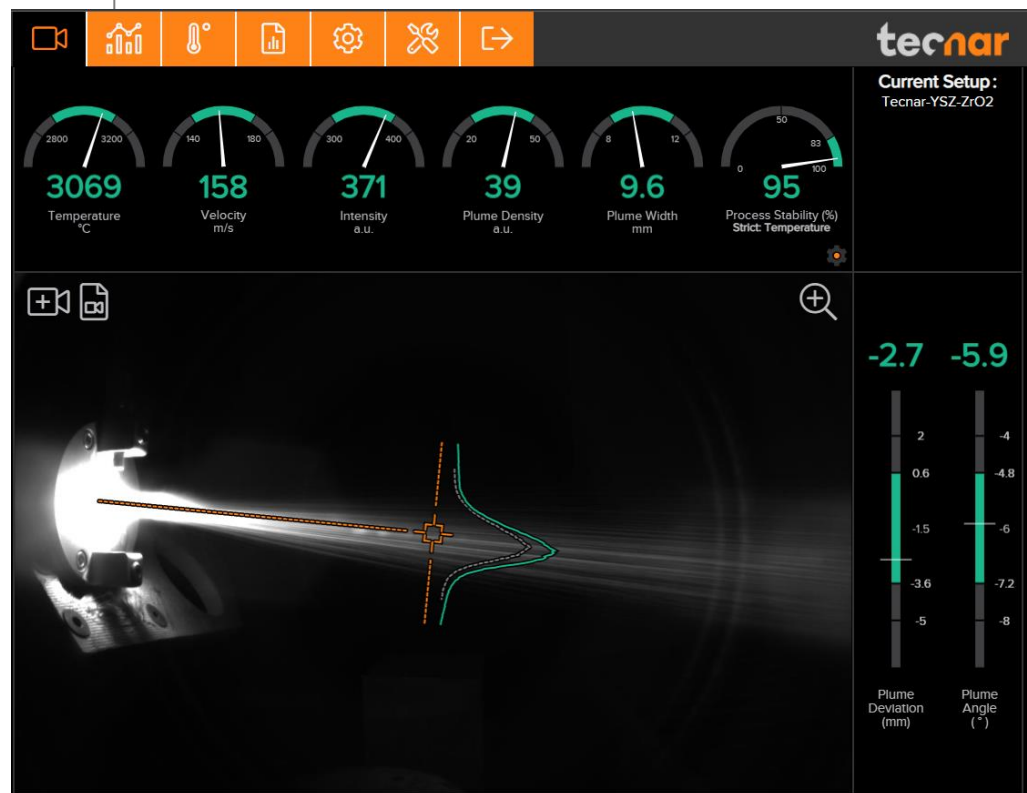 tecnar
Current Setup:
Tecnar-YSZ-ZrO2
2800 3200
3069
Temperature
°C
140 180
158
Velocity
m/s
300 400
371
Intensity
a.u.
20 50
39
Plume Density
a.u.
8 12
9.6
Plume Width
mm
50
83
0 100
95
Process Stability (%)
Strict: Temperature
-2.7 -5.9
2 -4
0.6 -4.8
-1.5 -6
-3.6 -7.2
-5 -8
Plume Plume
Deviation Angle
(mm) (°)